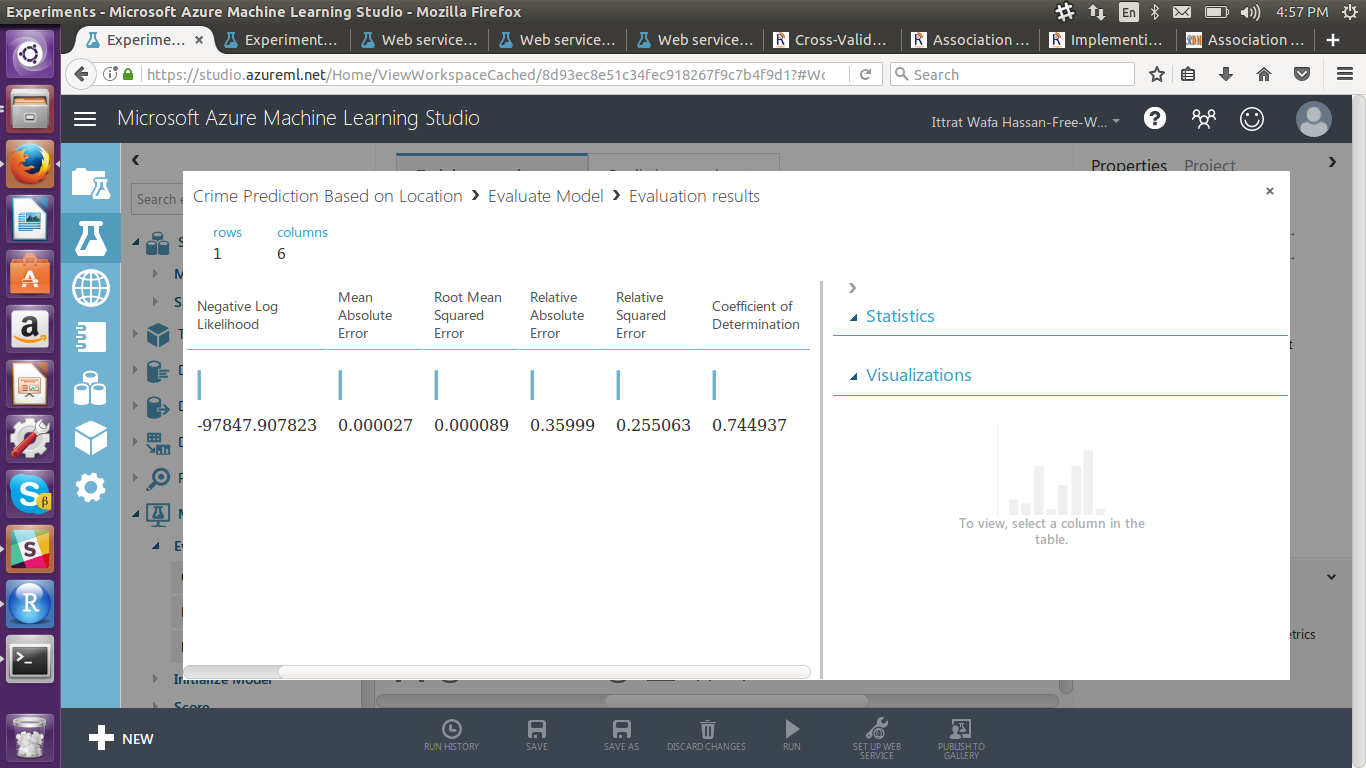 Experiments - Microsoft Azure Machine Learning Studio - Mozilla Firefox
En
4:57 PM
Experime...
Experiment...
Web service...
Web service...
Web service...
Cross-Valid...
Association ...
Implementi...
Association ...
https://studio.azureml.net/Home/ViewWorkspaceCached/8d93ec8e51c34fec918267f9c7b4f9d1?#Wc
Search
Microsoft Azure Machine Learning Studio
Ittrat Wafa Hassan-Free-W...
Properties Project
Search e
Crime Prediction Based on Location > Evaluate Model > Evaluation results
rows columns
1 6
Negative Log Likelihood
Mean Absolute Error
Root Mean Squared Error
Relative Absolute Error
Relative Squared Error
Coefficient of Determination
-97847.907823 0.000027 0.000089 0.35999 0.255063 0.744937
Statistics
Visualizations
To view, select a column in the
table.
etrics
Initialize Model
Score
NEW
RUN HISTORY
SAVE
SAVE AS
DISCARD CHANGES
RUN
SET UP WEB
SERVICE
PUBLISH TO
GALLERY